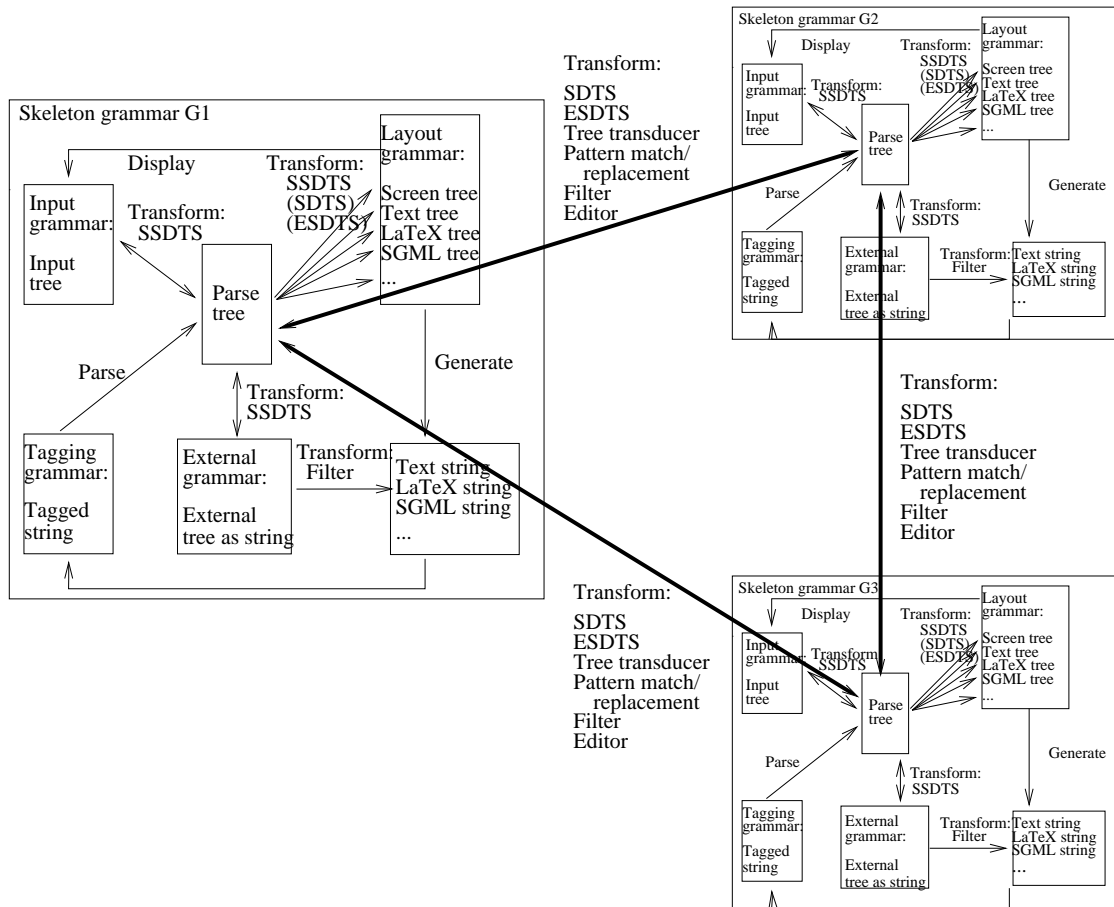 Skeleton grammar G1
Display
Layout
grammar:
Screen tree
Text tree
LaTeX tree
SGML tree
...
Transform:
SSDTS
(SDTS)
(ESDTS)
Input
grammar:
Input
tree
Transform:
SSDTS
Parse
tree
Parse
Transform:
SSDTS
Generate
Tagging
grammar:
Tagged
string
External
grammar:
External
tree as string
Transform:
Filter
Text string
LaTeX string
SGML string
...
Transform:
SDTS
ESDTS
Tree transducer
Pattern match/
replacement
Filter
Editor
Skeleton grammar G2
Display
Layout
grammar:
Screen tree
Text tree
LaTeX tree
SGML tree
...
Transform:
SSDTS
(SDTS)
(ESDTS)
Input
grammar:
Input
tree
Transform:
SSDTS
Parse
tree
Parse
Transform:
SSDTS
Generate
Tagging
grammar:
Tagged
string
External
grammar:
External
tree as string
Transform:
Filter
Text string
LaTeX string
SGML string
...
Transform:
SDTS
ESDTS
Tree transducer
Pattern match/
replacement
Filter
Editor
Transform:
SDTS
ESDTS
Tree transducer
Pattern match/
replacement
Filter
Editor
Skeleton grammar G3
Display
Layout
grammar:
Screen tree
Text tree
LaTeX tree
SGML tree
...
Transform:
SSDTS
(SDTS)
(ESDTS)
Input
grammar:
Input
tree
Transform:
SSDTS
Parse
tree
Parse
Transform:
SSDTS
Generate
Tagging
grammar:
Tagged
string
External
grammar:
External
tree as string
Transform:
Filter
Text string
LaTeX string
SGML string
...